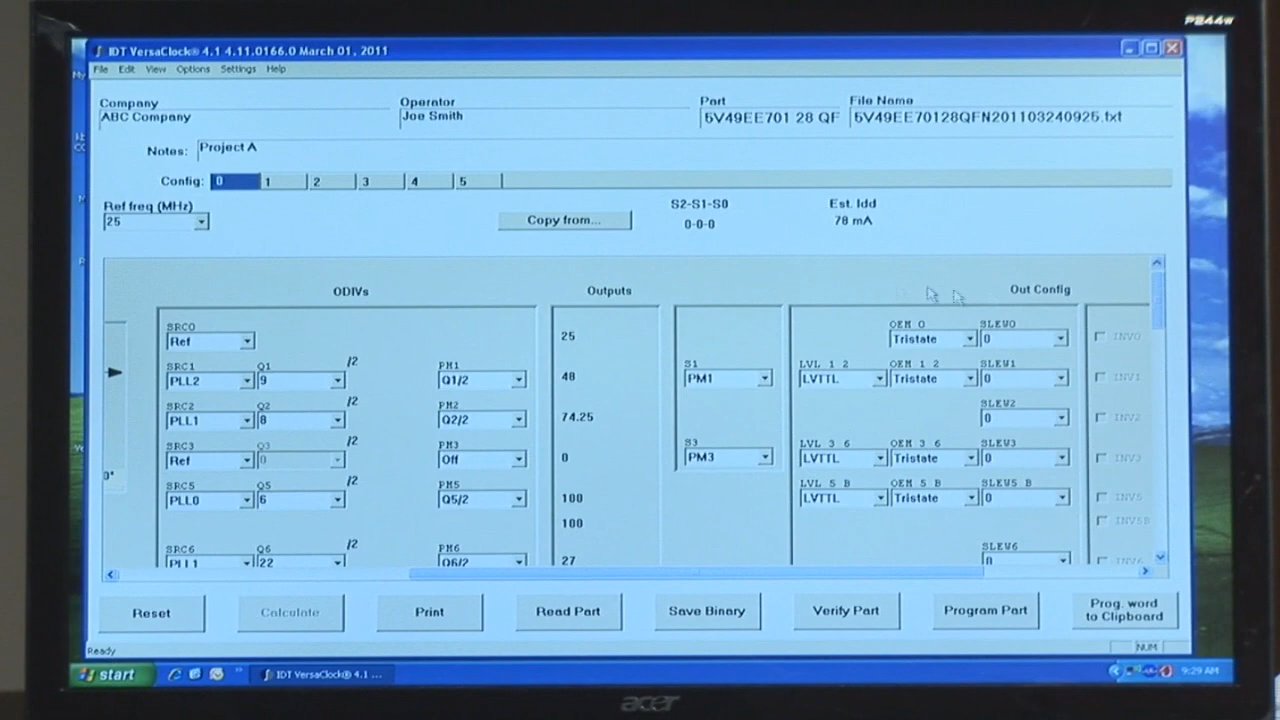 P244W
IDT VersaClock® 4.1 4.11.0166.0 March 01, 2011
File Edit View Options Settings Help
Company Operator Part File Name
ABC Company Joe Smith 5V49EE701 28 QF 5V49EE70128QFN201103240925.txt
Notes: Project A
Config: 0 1 2 3 4 5
Ref freq (MHz) S2-S1-S0 Est. Idd
25 Copy from... 0-0-0 78 mA
ODIVs Outputs Out Config
SRC0 OEM 0 SLEW0
Ref 25 Tristate 0 INV0
SRC1 Q1 /2 PM1 S1 LVL 1 2 OEM 1 2 SLEW1
PLL2 9 Q1/2 48 PM1 LVTTL Tristate 0 INV1
SRC2 Q2 /2 PM2 SLEW2
PLL1 8 Q2/2 74.25 0 INV2
SRC3 Q3 /2 PM3 S3 LVL 3 6 OEM 3 6 SLEW3
Ref 0 Off 0 PM3 LVTTL Tristate 0 INV3
0°
SRC5 Q5 /2 PM5 LVL 5 B OEM 5 B SLEW5 B
PLL0 6 Q5/2 100 LVTTL Tristate 0 INV5
100 INV5B
SRC6 Q6 /2 PM6 SLEW6
PLL1 22 Q6/2 27 0 INV6
Reset Calculate Print Read Part Save Binary Verify Part Program Part Prog. word to Clipboard
Ready NUM
start IDT VersaClock® 4.1 ... 9:29 AM
acer